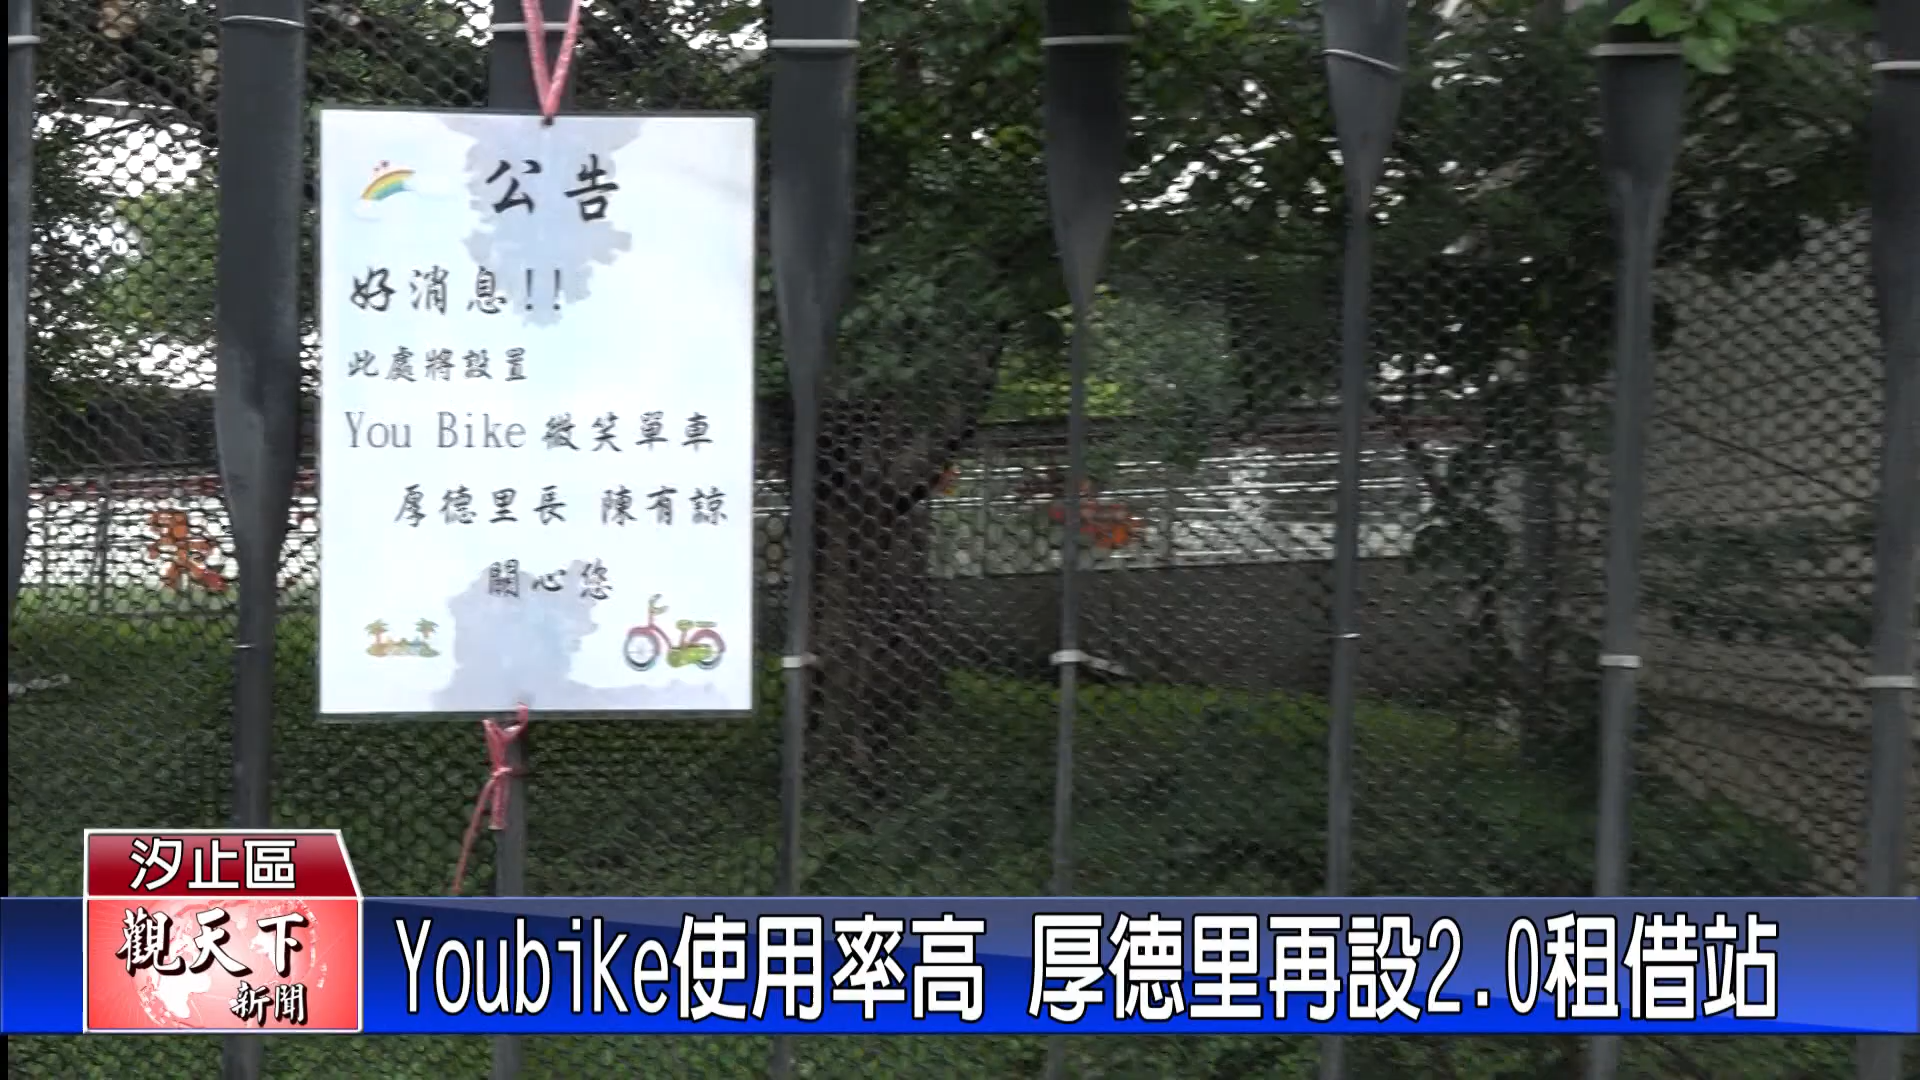 公告
好消息!!
此處將設置
You Bike 微笑單車
厚德里長 陳有諒
關心您
汐止區
觀天下
新聞
Youbike使用率高 厚德里再設2.0租借站